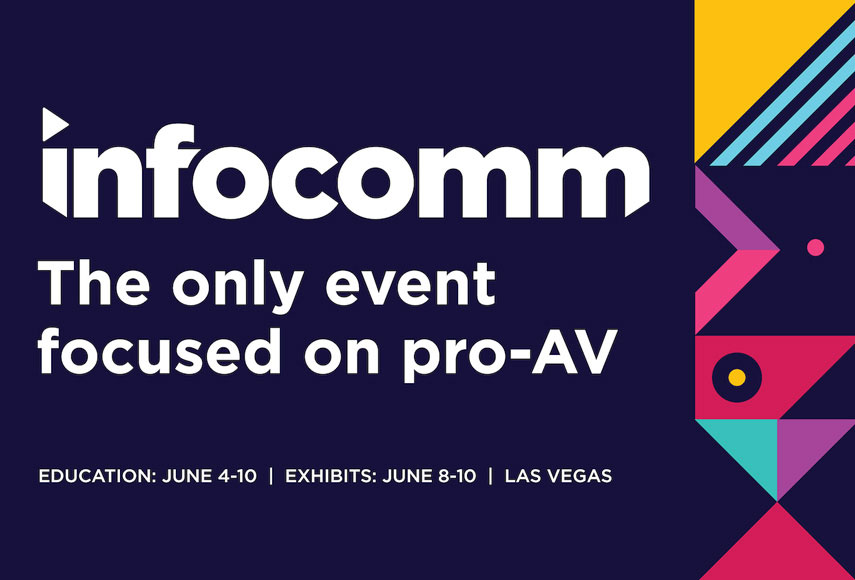 infocomm
The only event
focused on pro-AV
EDUCATION: JUNE 4-10 | EXHIBITS: JUNE 8-10 | LAS VEGAS